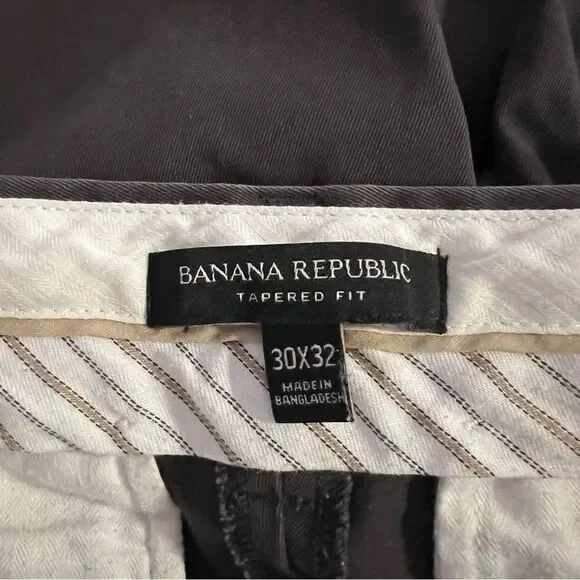 BANANA REPUBLIC
TAPERED FIT
30X32
MADE IN
BANGLADESH